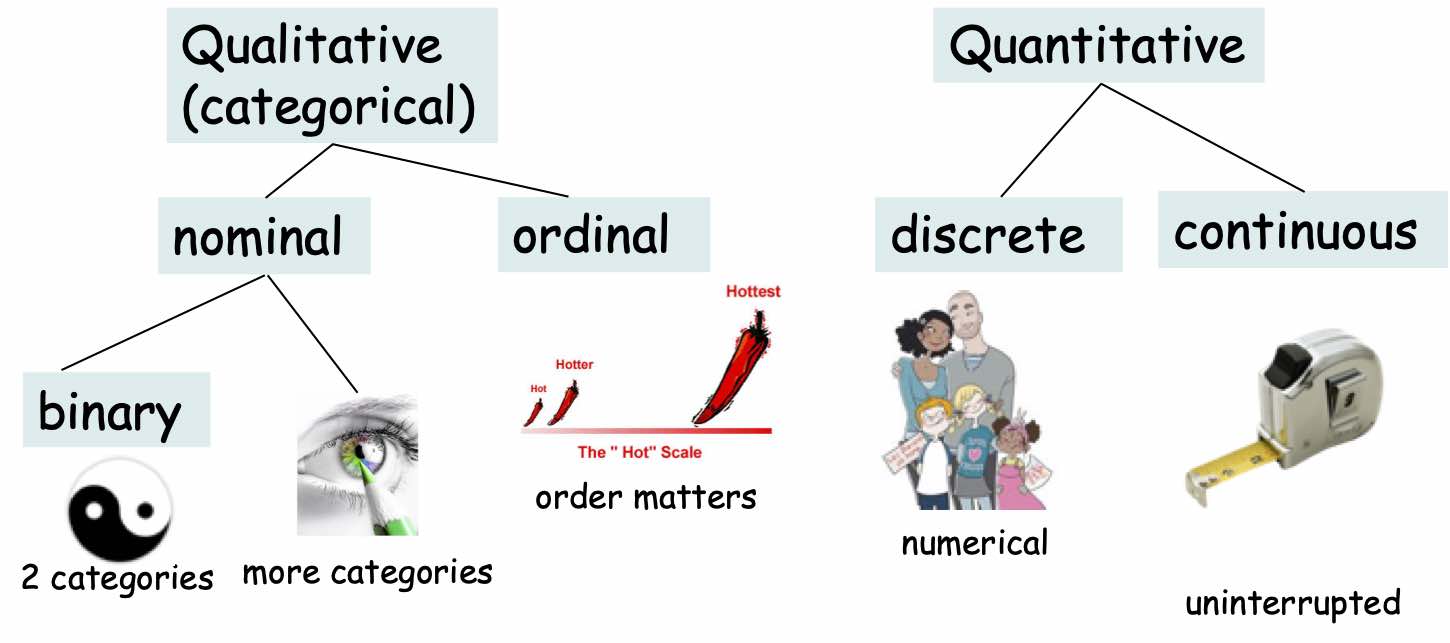 Qualitative
(categorical)
Quantitative
nominal
ordinal
discrete
continuous
binary
Hot
Hotter
Hottest
The " Hot" Scale
order matters
2 categories
more categories
numerical
uninterrupted